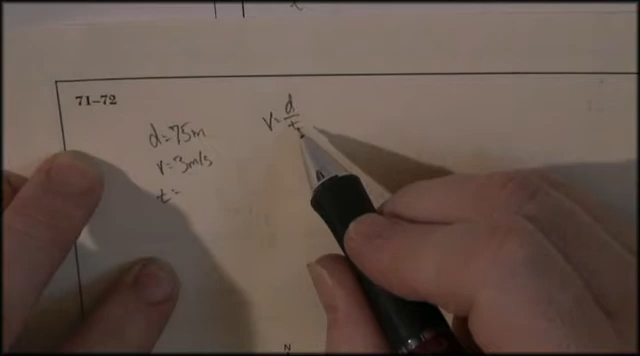 71–72
d=75m
v=3m/s
t=
v=d/t
N